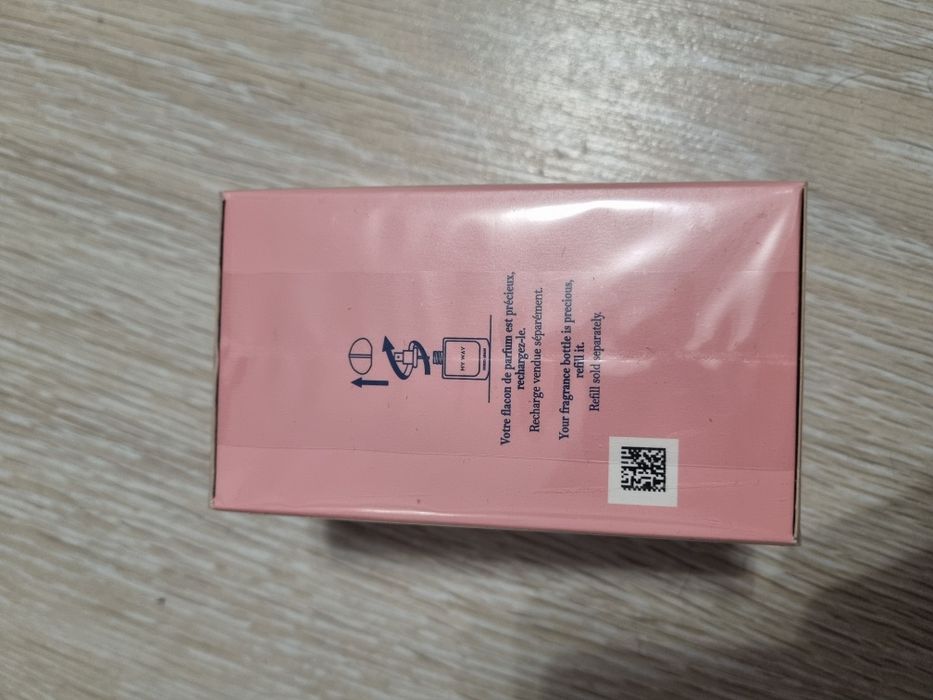 MY WAY
Votre flacon de parfum est précieux,
rechargez-le.
Recharge vendue séparément.
Your fragrance bottle is precious,
refill it.
Refill sold separately.